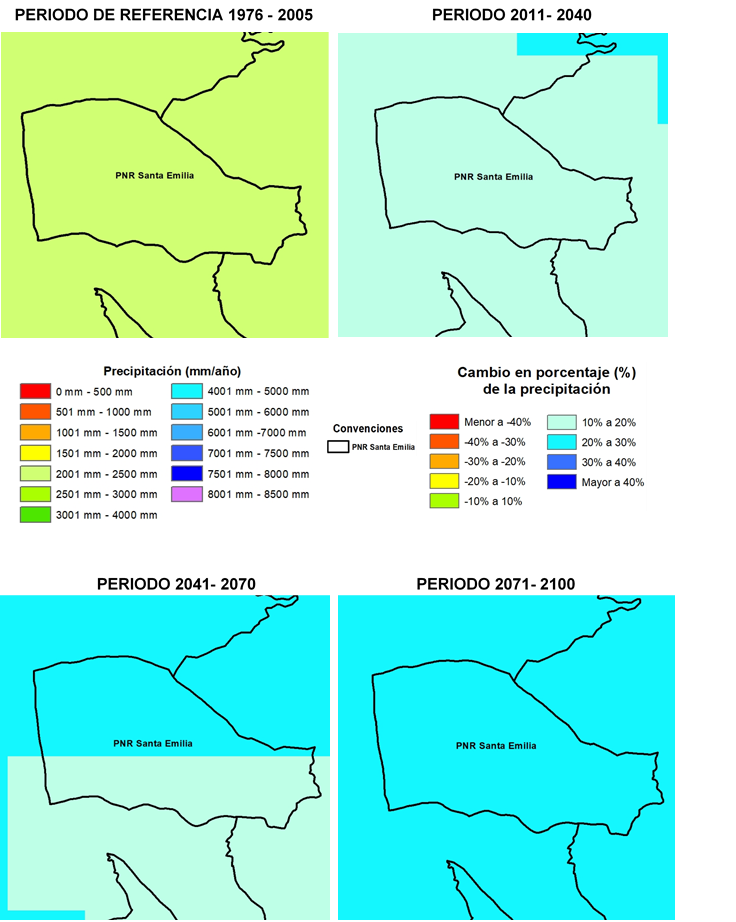 PERIODO DE REFERENCIA 1976 - 2005
PERIODO 2011- 2040
PNR Santa Emilia
PNR Santa Emilia
Precipitación (mm/año)
0 mm - 500 mm
501 mm - 1000 mm
1001 mm - 1500 mm
1501 mm - 2000 mm
2001 mm - 2500 mm
2501 mm - 3000 mm
3001 mm - 4000 mm
4001 mm - 5000 mm
5001 mm - 6000 mm
6001 mm -7000 mm
7001 mm - 7500 mm
7501 mm - 8000 mm
8001 mm - 8500 mm
Convenciones
PNR Santa Emilia
Cambio en porcentaje (%)
de la precipitación
Menor a -40%
-40% a -30%
-30% a -20%
-20% a -10%
-10% a 10%
10% a 20%
20% a 30%
30% a 40%
Mayor a 40%
PERIODO 2041- 2070
PERIODO 2071- 2100
PNR Santa Emilia
PNR Santa Emilia